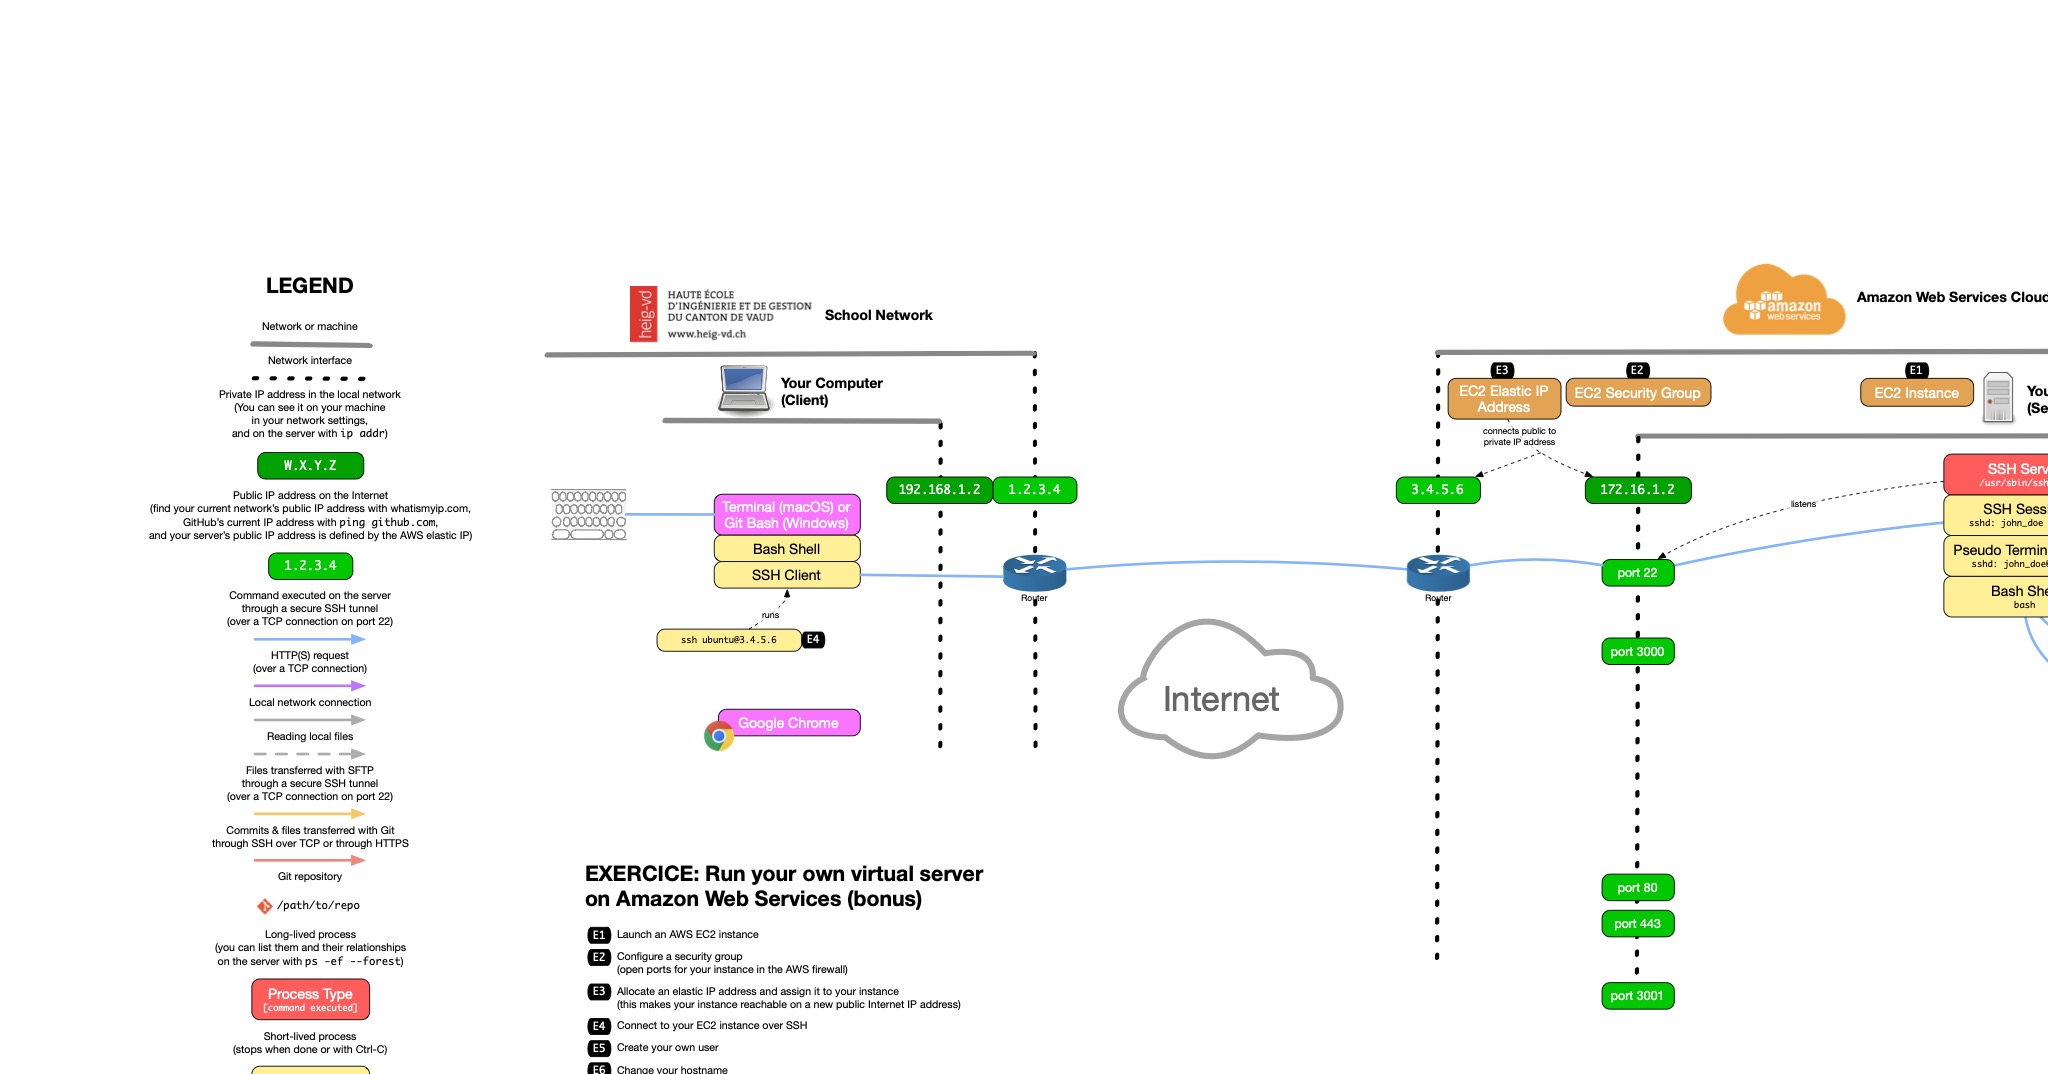 LEGEND
Network or machine
Network interface
Private IP address in the local network
(You can see it on your machine
in your network settings,
and on the server with ip addr)
W.X.Y.Z
Public IP address on the Internet
(find your current network's public IP address with whatismyip.com,
GitHub's current IP address with ping github.com,
and your server's public IP address is defined by the AWS elastic IP)
1.2.3.4
Command executed on the server
through a secure SSH tunnel
(over a TCP connection on port 22)
HTTP(S) request
(over a TCP connection)
Local network connection
Reading local files
Files transferred with SFTP
through a secure SSH tunnel
(over a TCP connection on port 22)
Commits & files transferred with Git
through SSH over TCP or through HTTPS
Git repository
/path/to/repo
Long-lived process
(you can list them and their relationships
on the server with ps -ef --forest)
Process Type
[command executed]
Short-lived process
(stops when done or with Ctrl-C)
heig-vd
HAUTE ÉCOLE
D'INGÉNIERIE ET DE GESTION
DU CANTON DE VAUD
www.heig-vd.ch
School Network
Your Computer
(Client)
192.168.1.2
1.2.3.4
Terminal (macOS) or
Git Bash (Windows)
Bash Shell
SSH Client
runs
ssh ubuntu@3.4.5.6
E4
Google Chrome
Router
Internet
Router
amazon
web services
Amazon Web Services Cloud
E3
EC2 Elastic IP
Address
E2
EC2 Security Group
E1
EC2 Instance
connects public to
private IP address
3.4.5.6
172.16.1.2
listens
port 22
port 3000
port 80
port 443
port 3001
You
(Se
SSH Serv
/usr/sbin/ssh
SSH Sess
sshd: john_doe
Pseudo Termin
sshd: john_doe
Bash She
bash
EXERCICE: Run your own virtual server
on Amazon Web Services (bonus)
E1 Launch an AWS EC2 instance
E2 Configure a security group
(open ports for your instance in the AWS firewall)
E3 Allocate an elastic IP address and assign it to your instance
(this makes your instance reachable on a new public Internet IP address)
E4 Connect to your EC2 instance over SSH
E5 Create your own user
E6 Change your hostname